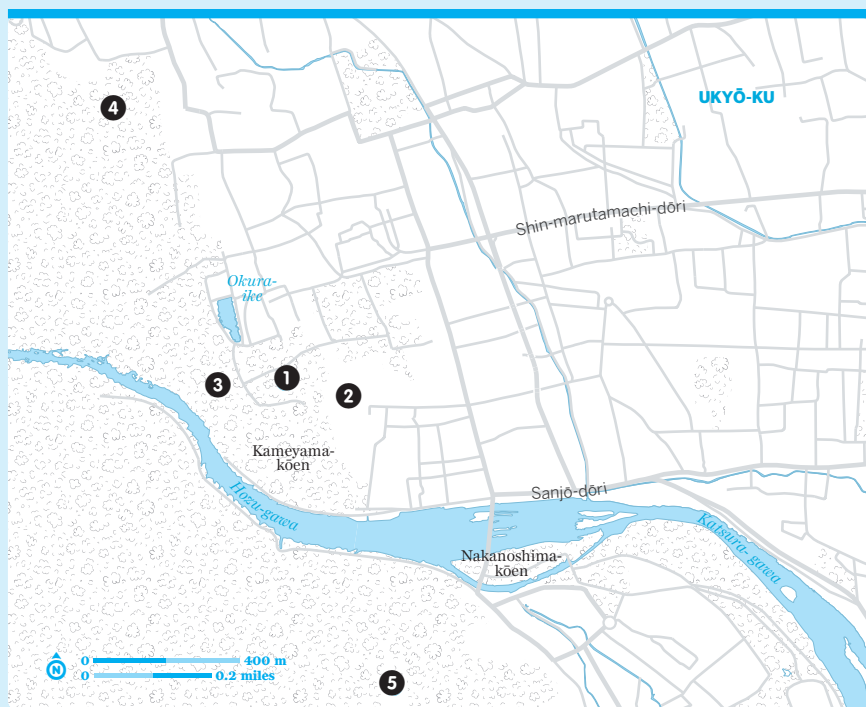 4
UKYŌ-KU
Shin-marutamachi-dōri
Okura-
ike
3
1
2
Kameyama-
kōen
Hozu-gawa
Sanjō-dōri
Nakanoshima-
kōen
Katsura-gawa
N
0 400 m
0 0.2 miles
5